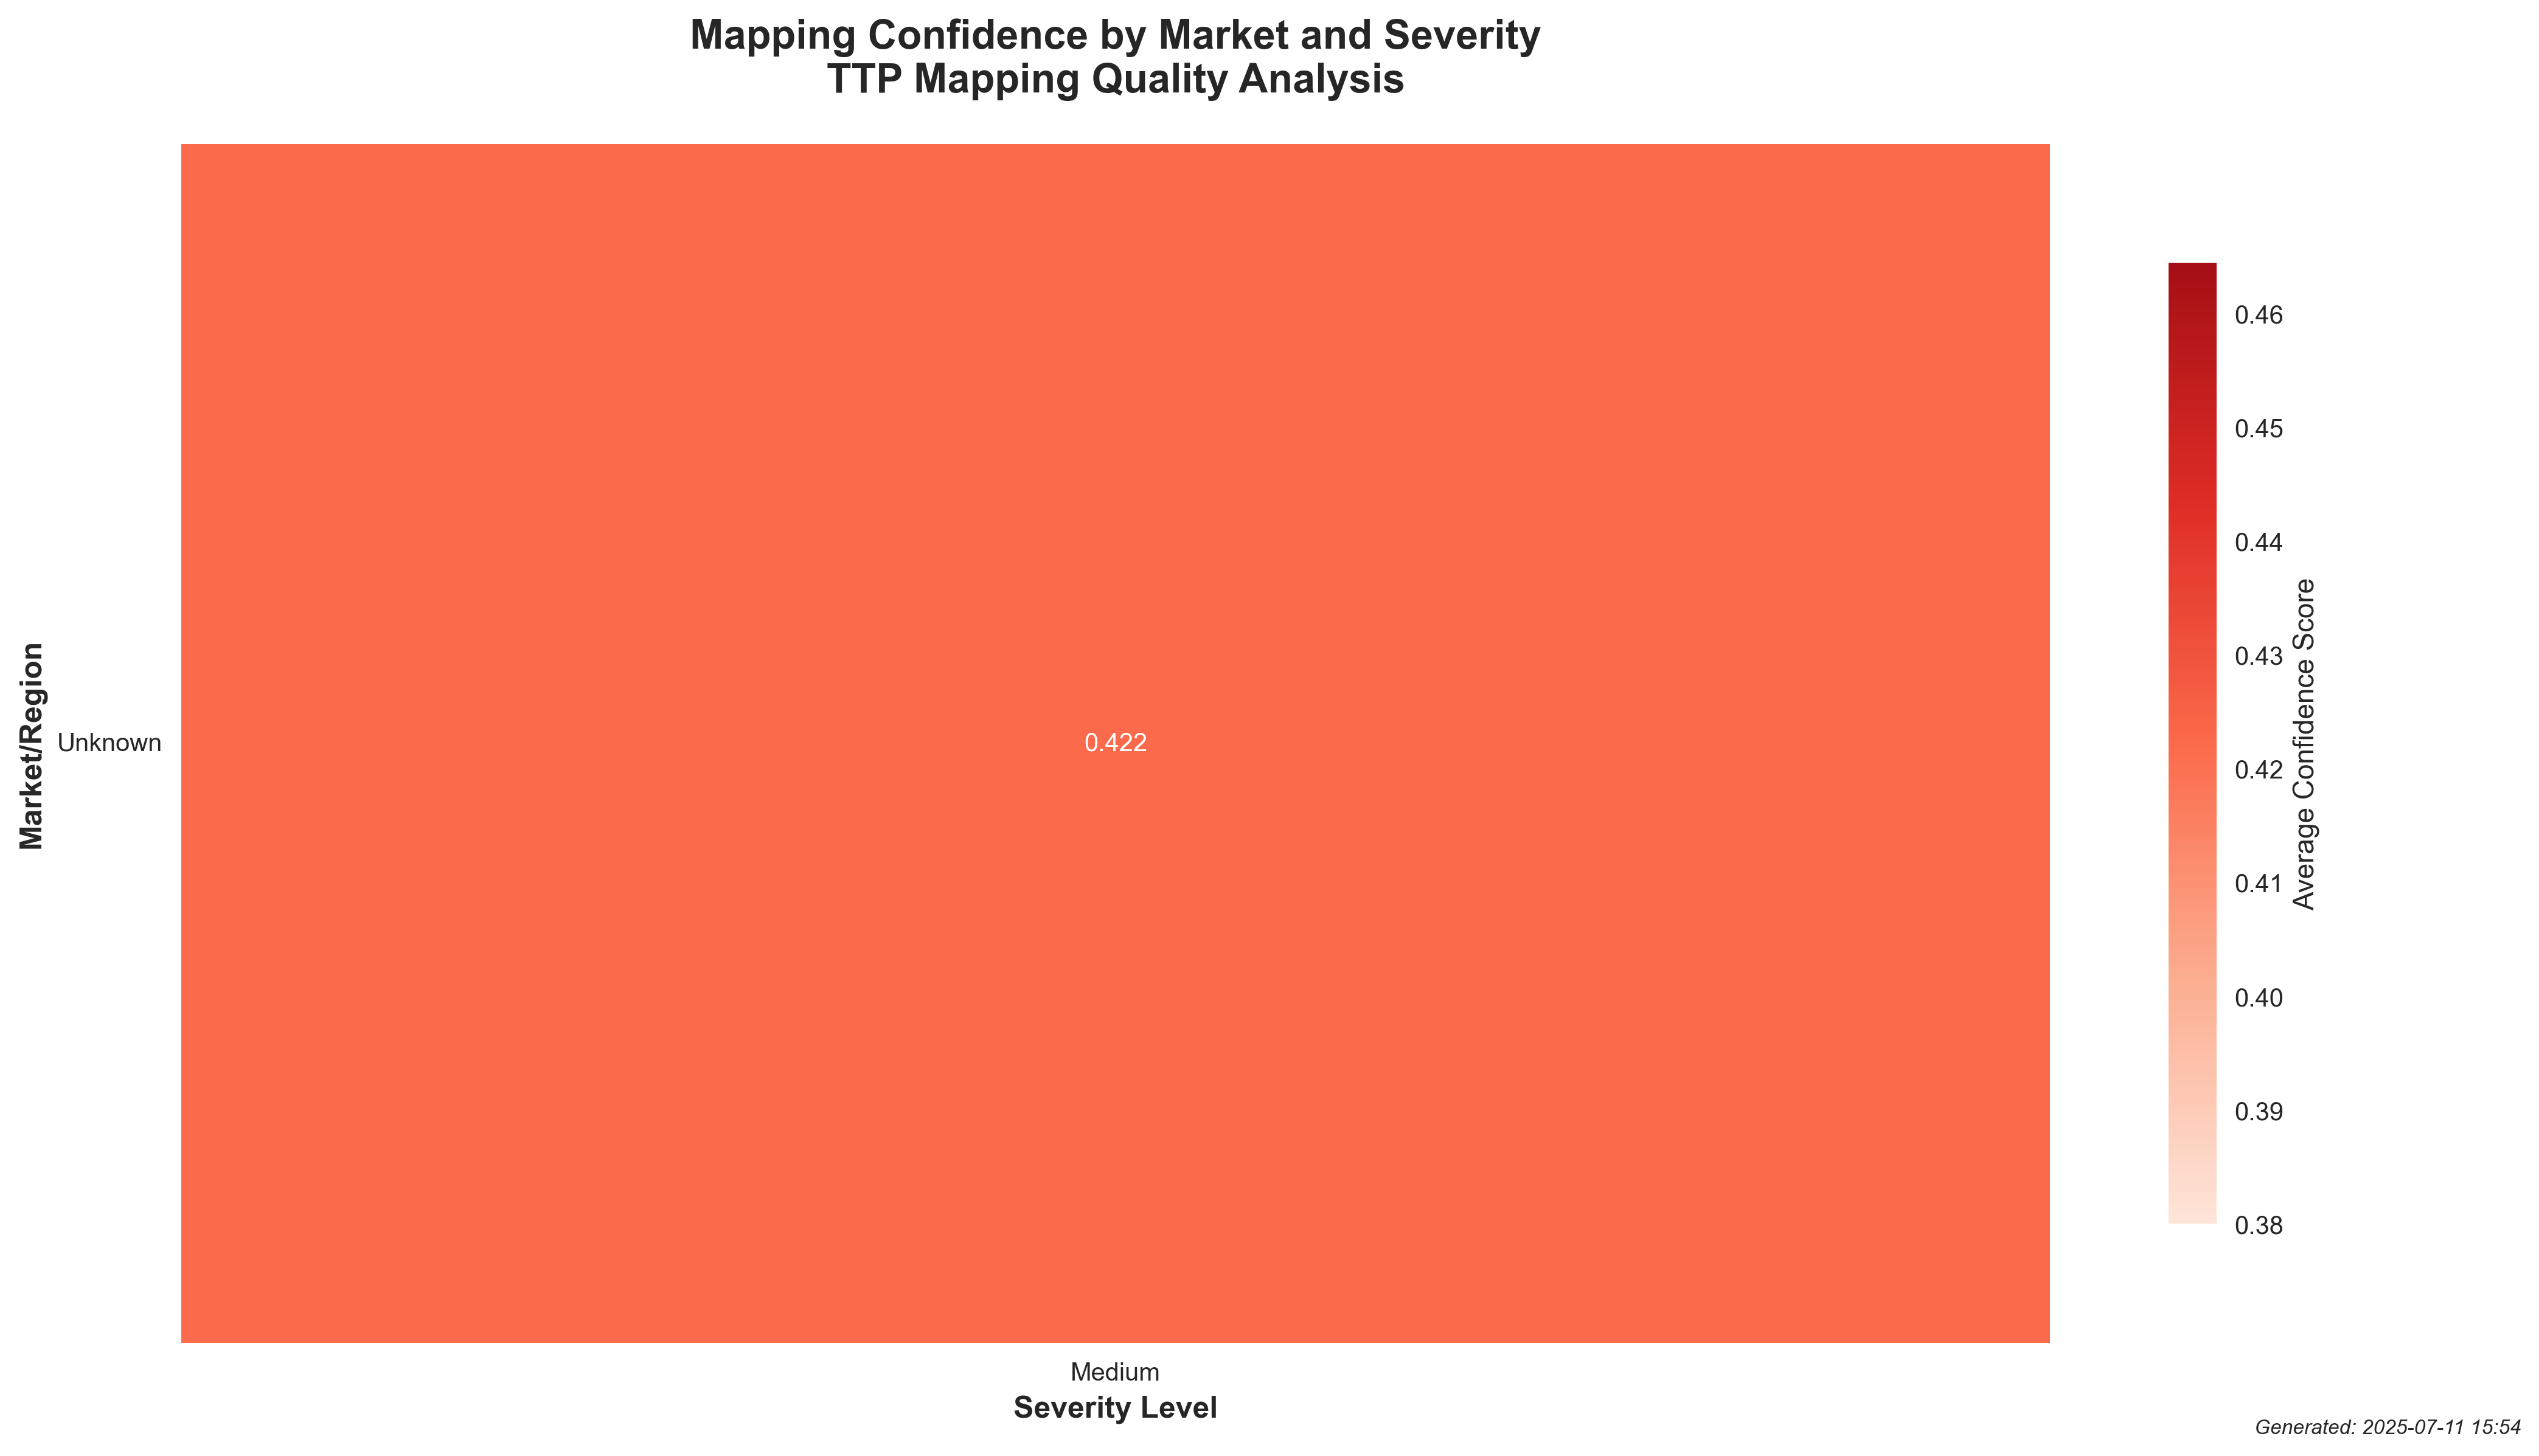 Mapping Confidence by Market and Severity
TTP Mapping Quality Analysis
Market/Region
Unknown
0.422
Medium
Severity Level
0.46
0.45
0.44
0.43
0.42
0.41
0.40
0.39
0.38
Average Confidence Score
Generated: 2025-07-11 15:54